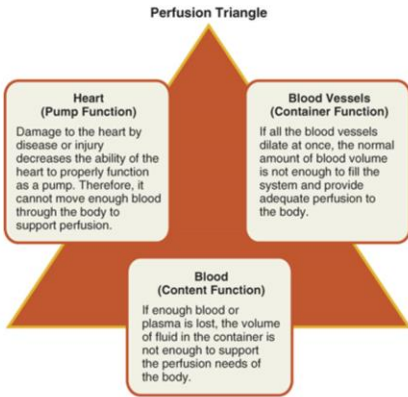 Perfusion Triangle
Heart
(Pump Function)
Damage to the heart by
disease or injury
decreases the ability of the
heart to properly function
as a pump. Therefore, it
cannot move enough blood
through the body to
support perfusion.
Blood Vessels
(Container Function)
If all the blood vessels
dilate at once, the normal
amount of blood volume
is not enough to fill the
system and provide
adequate perfusion to
the body.
Blood
(Content Function)
If enough blood or
plasma is lost, the volume
of fluid in the container is
not enough to support
the perfusion needs of
the body.